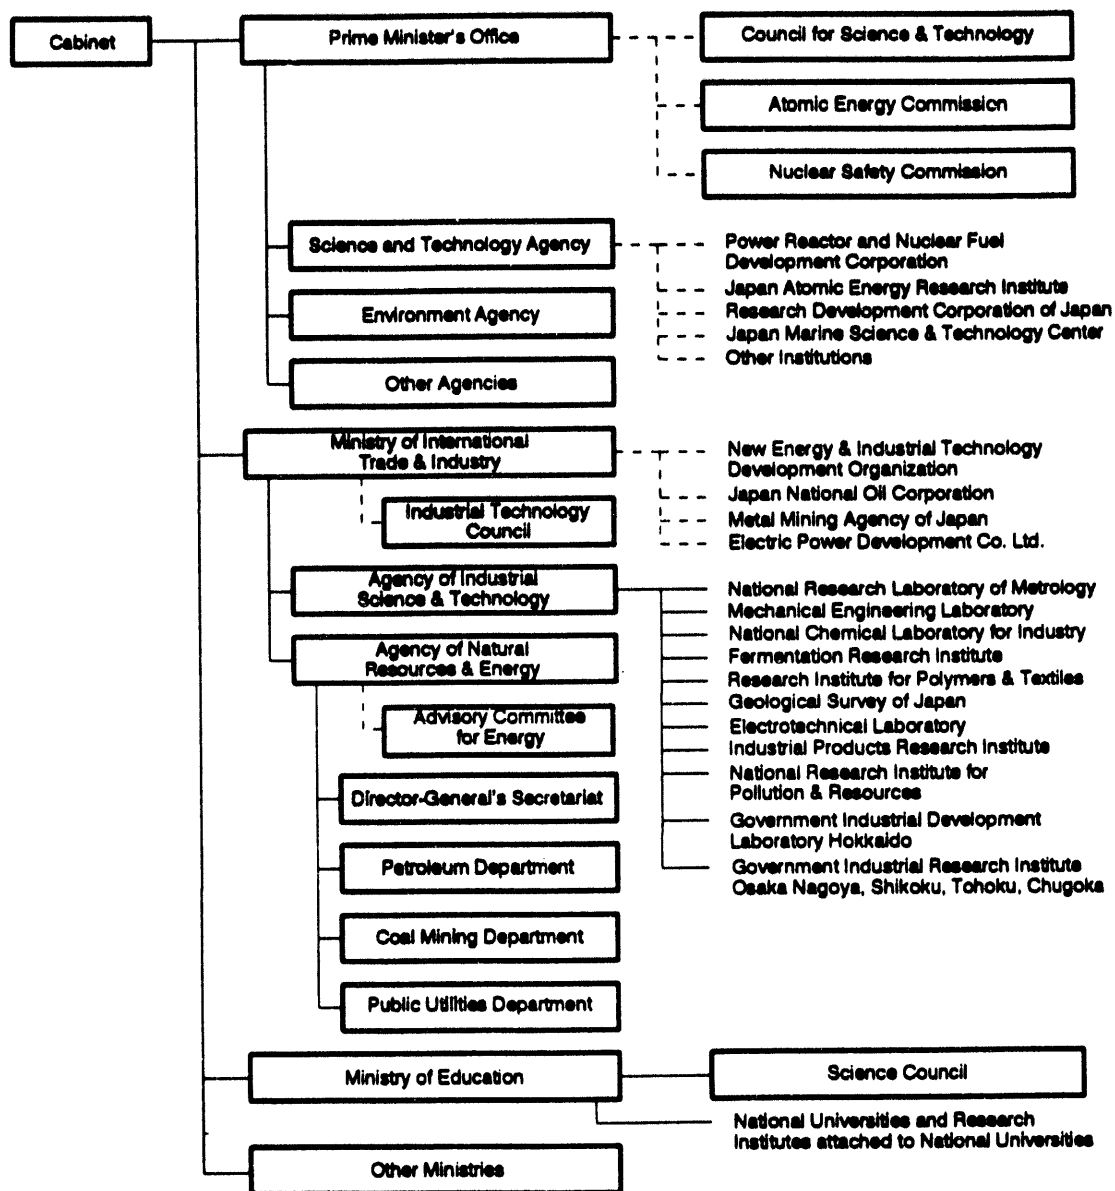 Cabinet
Prime Minister's Office
Council for Science & Technology
Atomic Energy Commission
Nuclear Safety Commission
Science and Technology Agency
Power Reactor and Nuclear Fuel
Development Corporation
Japan Atomic Energy Research Institute
Research Development Corporation of Japan
Japan Marine Science & Technology Center
Other Institutions
Environment Agency
Other Agencies
Ministry of International
Trade & Industry
New Energy & Industrial Technology
Development Organization
Japan National Oil Corporation
Metal Mining Agency of Japan
Electric Power Development Co. Ltd.
Industrial Technology
Council
Agency of Industrial
Science & Technology
National Research Laboratory of Metrology
Mechanical Engineering Laboratory
National Chemical Laboratory for Industry
Fermentation Research Institute
Research Institute for Polymers & Textiles
Geological Survey of Japan
Electrotechnical Laboratory
Industrial Products Research Institute
National Research Institute for
Pollution & Resources
Government Industrial Development
Laboratory Hokkaido
Government Industrial Research Institute
Osaka Nagoya, Shikoku, Tohoku, Chugoka
Agency of Natural
Resources & Energy
Advisory Committee
for Energy
Director-General's Secretariat
Petroleum Department
Coal Mining Department
Public Utilities Department
Ministry of Education
Science Council
National Universities and Research
Institutes attached to National Universities
Other Ministries